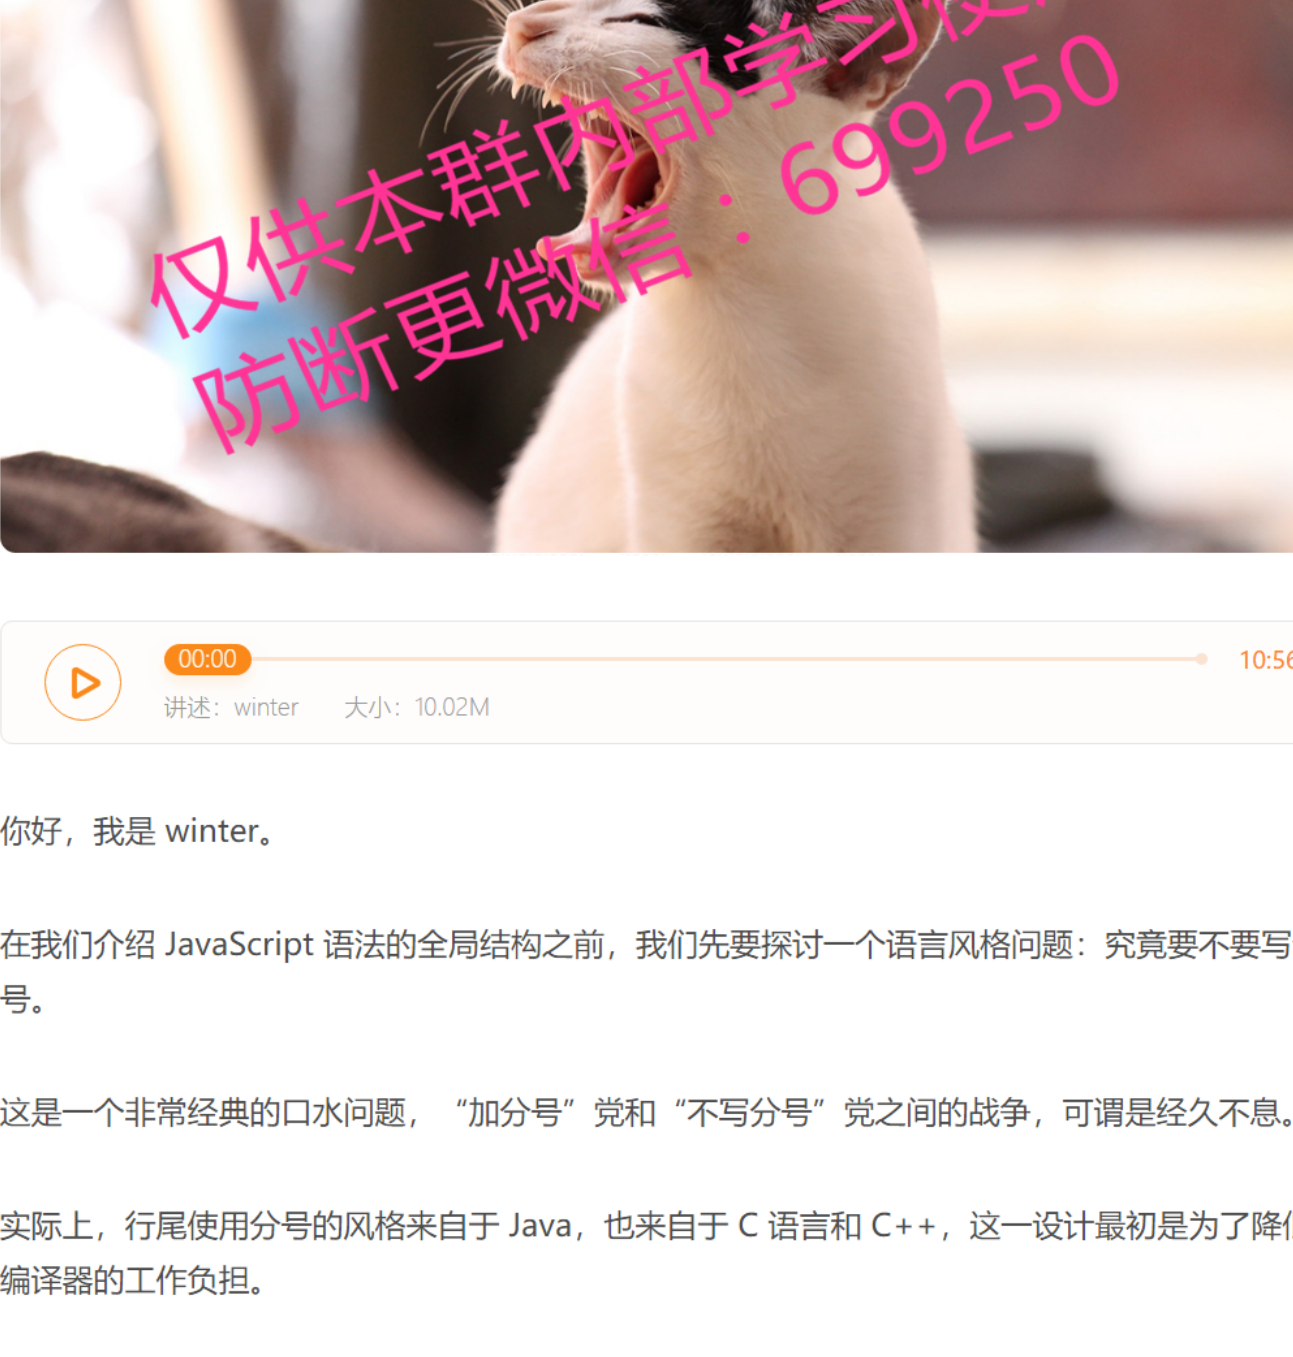 仅供本群内部学习使
防断更微信：699250
00:00
10:56
讲述：winter 大小：10.02M
你好，我是 winter。
在我们介绍 JavaScript 语法的全局结构之前，我们先要探讨一个语言风格问题：究竟要不要写
号。
这是一个非常经典的口水问题，“加分号”党和“不写分号”党之间的战争，可谓是经久不息。
实际上，行尾使用分号的风格来自于 Java，也来自于 C 语言和 C++，这一设计最初是为了降低
编译器的工作负担。